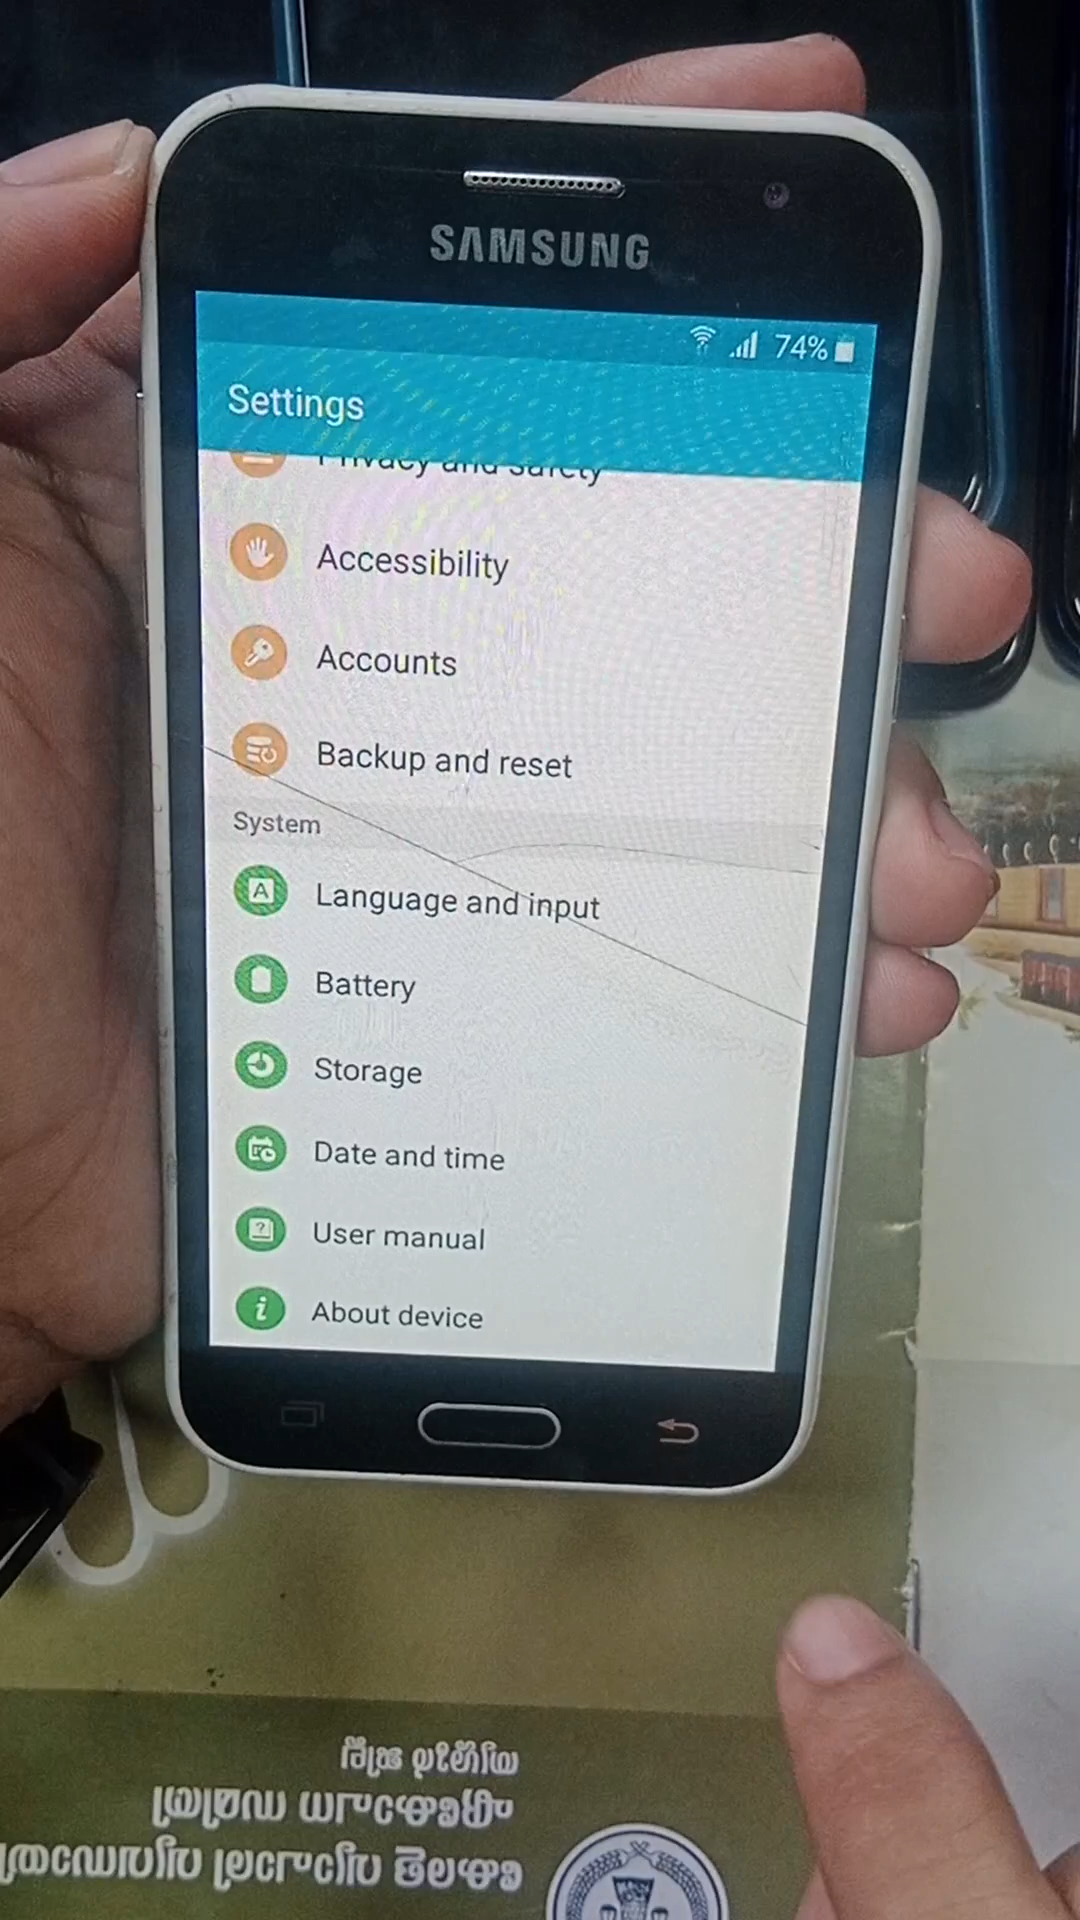 SAMSUNG
74%
Settings
Privacy and safety
Accessibility
Accounts
Backup and reset
System
Language and input
Battery
Storage
Date and time
User manual
About device